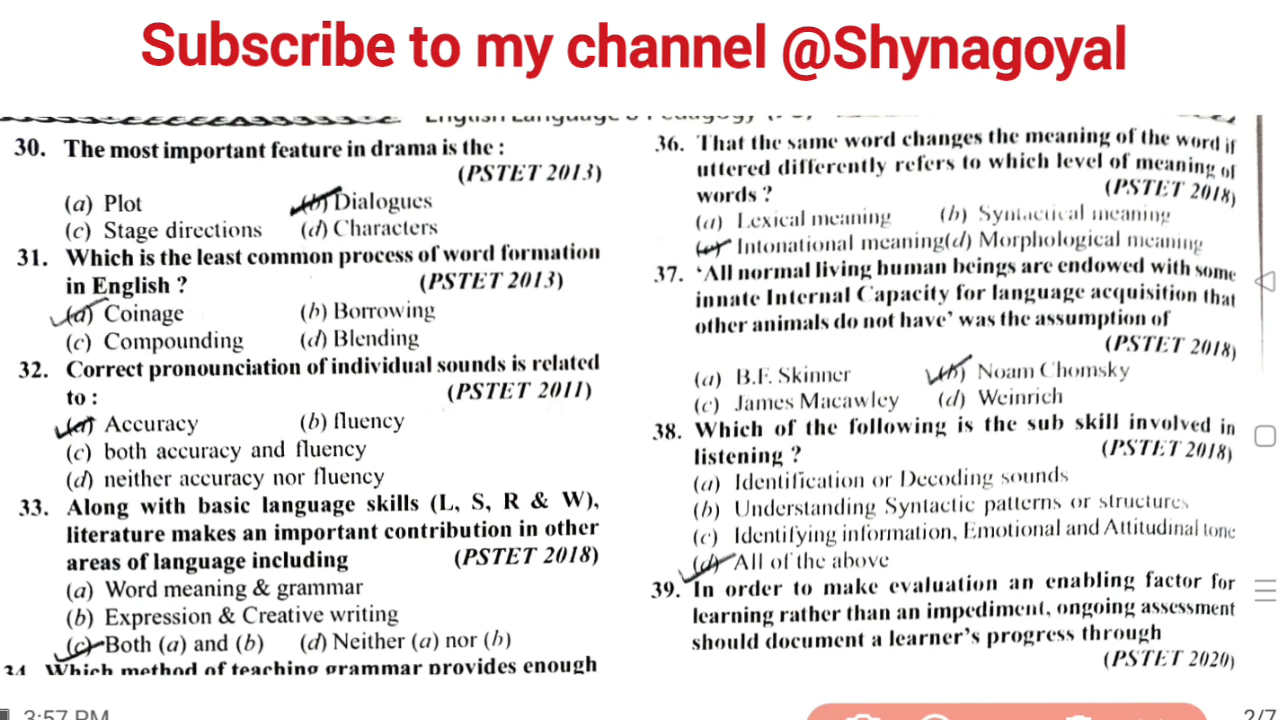 Subscribe to my channel @Shynagoyal
30. The most important feature in drama is the :
(PSTET 2013)
(a) Plot (b) Dialogues
(c) Stage directions (d) Characters
31. Which is the least common process of word formation
in English ? (PSTET 2013)
(a) Coinage (b) Borrowing
(c) Compounding (d) Blending
32. Correct pronounciation of individual sounds is related
to : (PSTET 2011)
(a) Accuracy (b) fluency
(c) both accuracy and fluency
(d) neither accuracy nor fluency
33. Along with basic language skills (L, S, R & W),
literature makes an important contribution in other
areas of language including (PSTET 2018)
(a) Word meaning & grammar
(b) Expression & Creative writing
(c) Both (a) and (b) (d) Neither (a) nor (b)
34. Which method of teaching grammar provides enough
36. That the same word changes the meaning of the word if
uttered differently refers to which level of meaning of
words ? (PSTET 2018)
(a) Lexical meaning (b) Syntactical meaning
(c) Intonational meaning (d) Morphological meaning
37. 'All normal living human beings are endowed with some
innate Internal Capacity for language acquisition that
other animals do not have' was the assumption of
(PSTET 2018)
(a) B.F. Skinner (b) Noam Chomsky
(c) James Macawley (d) Weinrich
38. Which of the following is the sub skill involved in
listening ? (PSTET 2018)
(a) Identification or Decoding sounds
(b) Understanding Syntactic patterns or structures
(c) Identifying information, Emotional and Attitudinal tone
(d) All of the above
39. In order to make evaluation an enabling factor for
learning rather than an impediment, ongoing assessment
should document a learner's progress through
(PSTET 2020)
3:57 PM
2/7